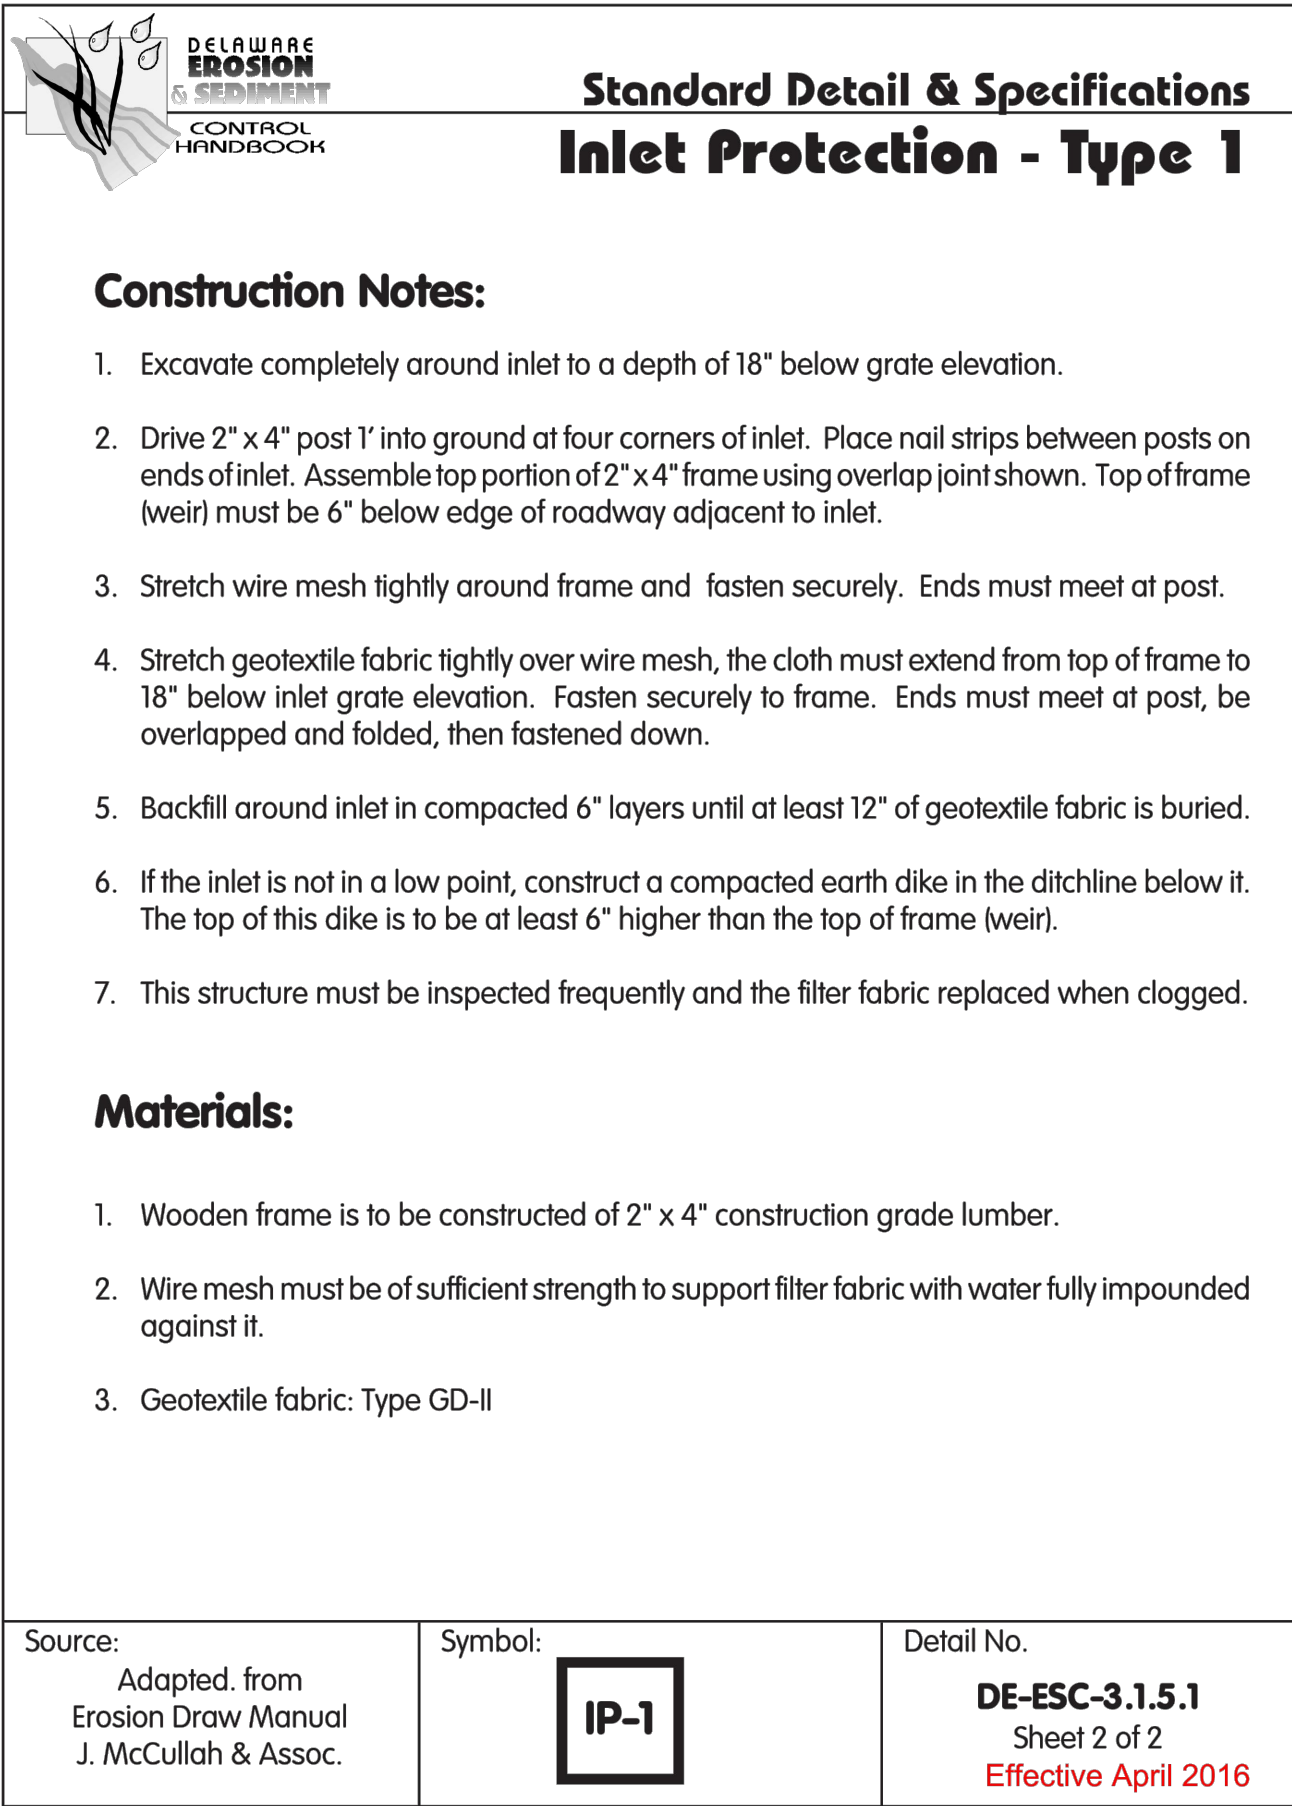 DELAWARE
EROSION
& SEDIMENT
CONTROL
HANDBOOK
Standard Detail & Specifications
Inlet Protection - Type 1
Construction Notes:
1. Excavate completely around inlet to a depth of 18" below grate elevation.
2. Drive 2" x 4" post 1’ into ground at four corners of inlet. Place nail strips between posts on
ends of inlet. Assemble top portion of 2" x 4" frame using overlap joint shown. Top of frame
(weir) must be 6" below edge of roadway adjacent to inlet.
3. Stretch wire mesh tightly around frame and fasten securely. Ends must meet at post.
4. Stretch geotextile fabric tightly over wire mesh, the cloth must extend from top of frame to
18" below inlet grate elevation. Fasten securely to frame. Ends must meet at post, be
overlapped and folded, then fastened down.
5. Backfill around inlet in compacted 6" layers until at least 12" of geotextile fabric is buried.
6. If the inlet is not in a low point, construct a compacted earth dike in the ditchline below it.
The top of this dike is to be at least 6" higher than the top of frame (weir).
7. This structure must be inspected frequently and the filter fabric replaced when clogged.
Materials:
1. Wooden frame is to be constructed of 2" x 4" construction grade lumber.
2. Wire mesh must be of sufficient strength to support filter fabric with water fully impounded
against it.
3. Geotextile fabric: Type GD-II
Source:
Adapted. from
Erosion Draw Manual
J. McCullah & Assoc.
Symbol:
IP-1
Detail No.
DE-ESC-3.1.5.1
Sheet 2 of 2
Effective April 2016